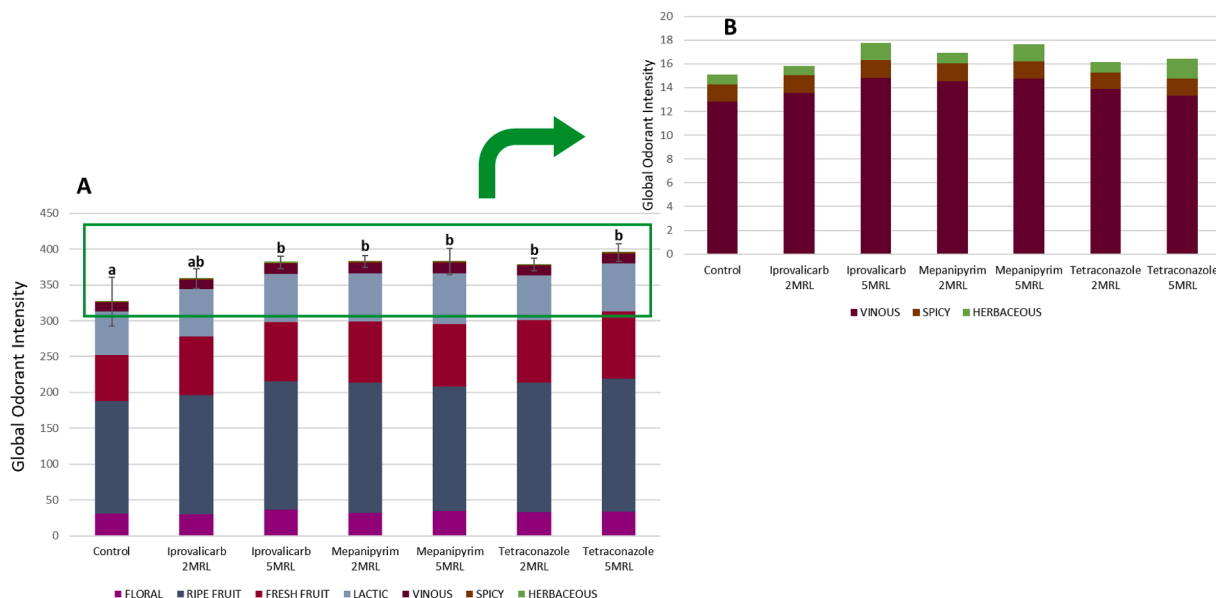 A
Global Odorant Intensity
450
400
350
300
250
200
150
100
50
0
a
ab
b
b
b
b
b
Control
Iprovalicarb 2MRL
Iprovalicarb 5MRL
Mepanipyrim 2MRL
Mepanipyrim 5MRL
Tetraconazole 2MRL
Tetraconazole 5MRL
FLORAL RIPE FRUIT FRESH FRUIT LACTIC VINOUS SPICY HERBACEOUS
B
Global Odorant Intensity
20
18
16
14
12
10
8
6
4
2
0
Control
Iprovalicarb 2MRL
Iprovalicarb 5MRL
Mepanipyrim 2MRL
Mepanipyrim 5MRL
Tetraconazole 2MRL
Tetraconazole 5MRL
VINOUS SPICY HERBACEOUS